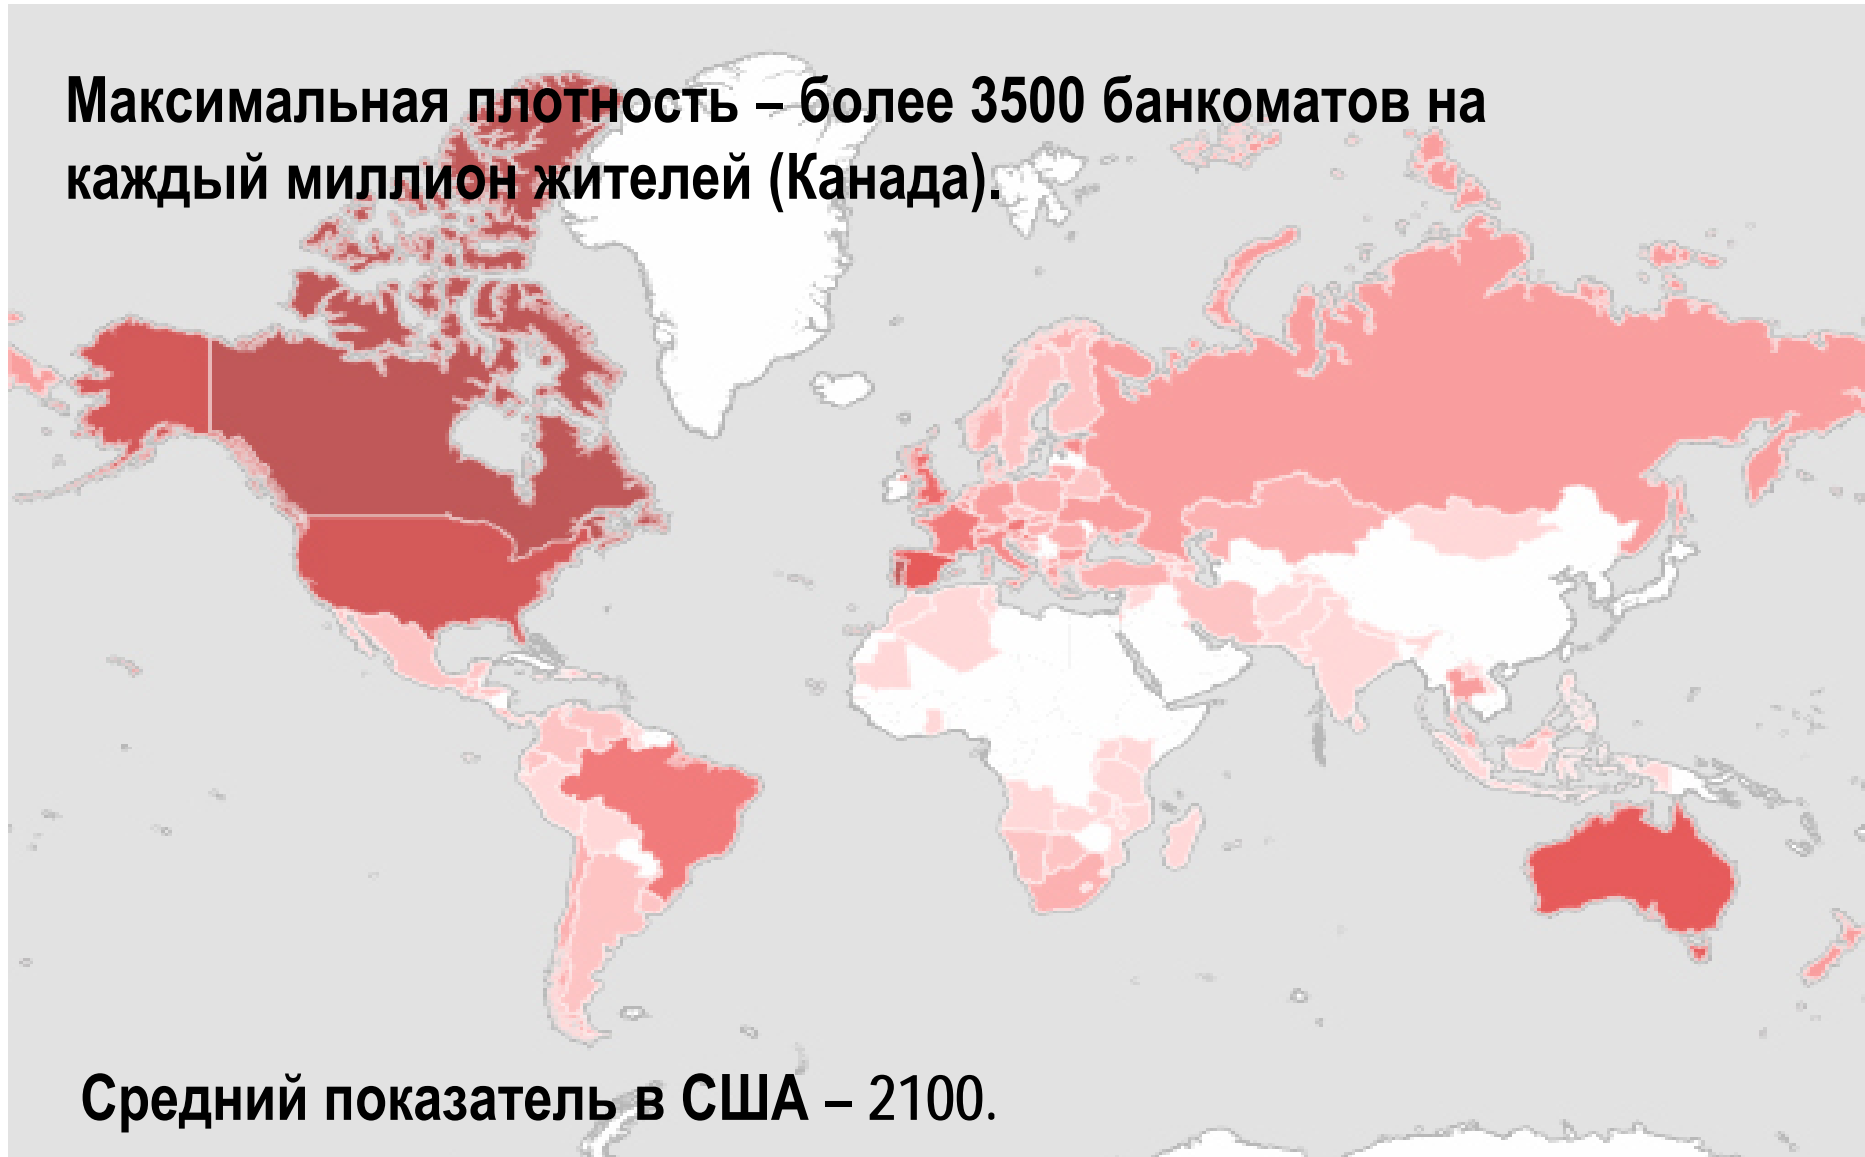 Максимальная плотность – более 3500 банкоматов на
каждый миллион жителей (Канада).
Средний показатель в США – 2100.